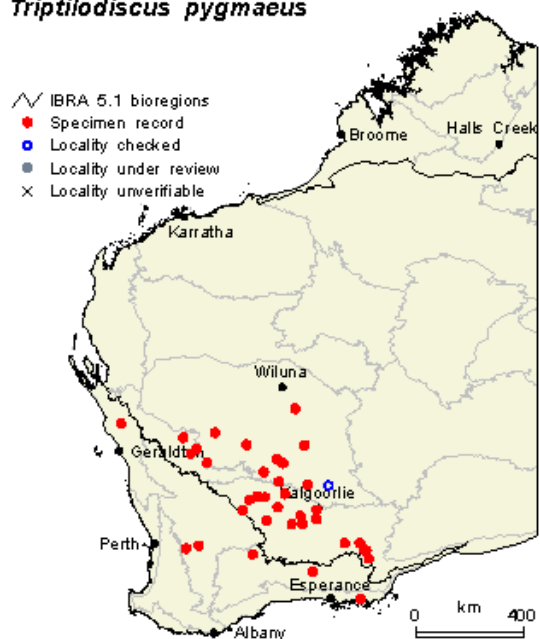 Triptilodiscus pygmaeus
IBRA 5.1 bioregions
Specimen record
Locality checked
Locality under review
Locality unverifiable
Broome
Halls Creek
Karratha
Wiluna
Geraldton
Kalgoorlie
Perth
Esperance
Albany
km
0 400